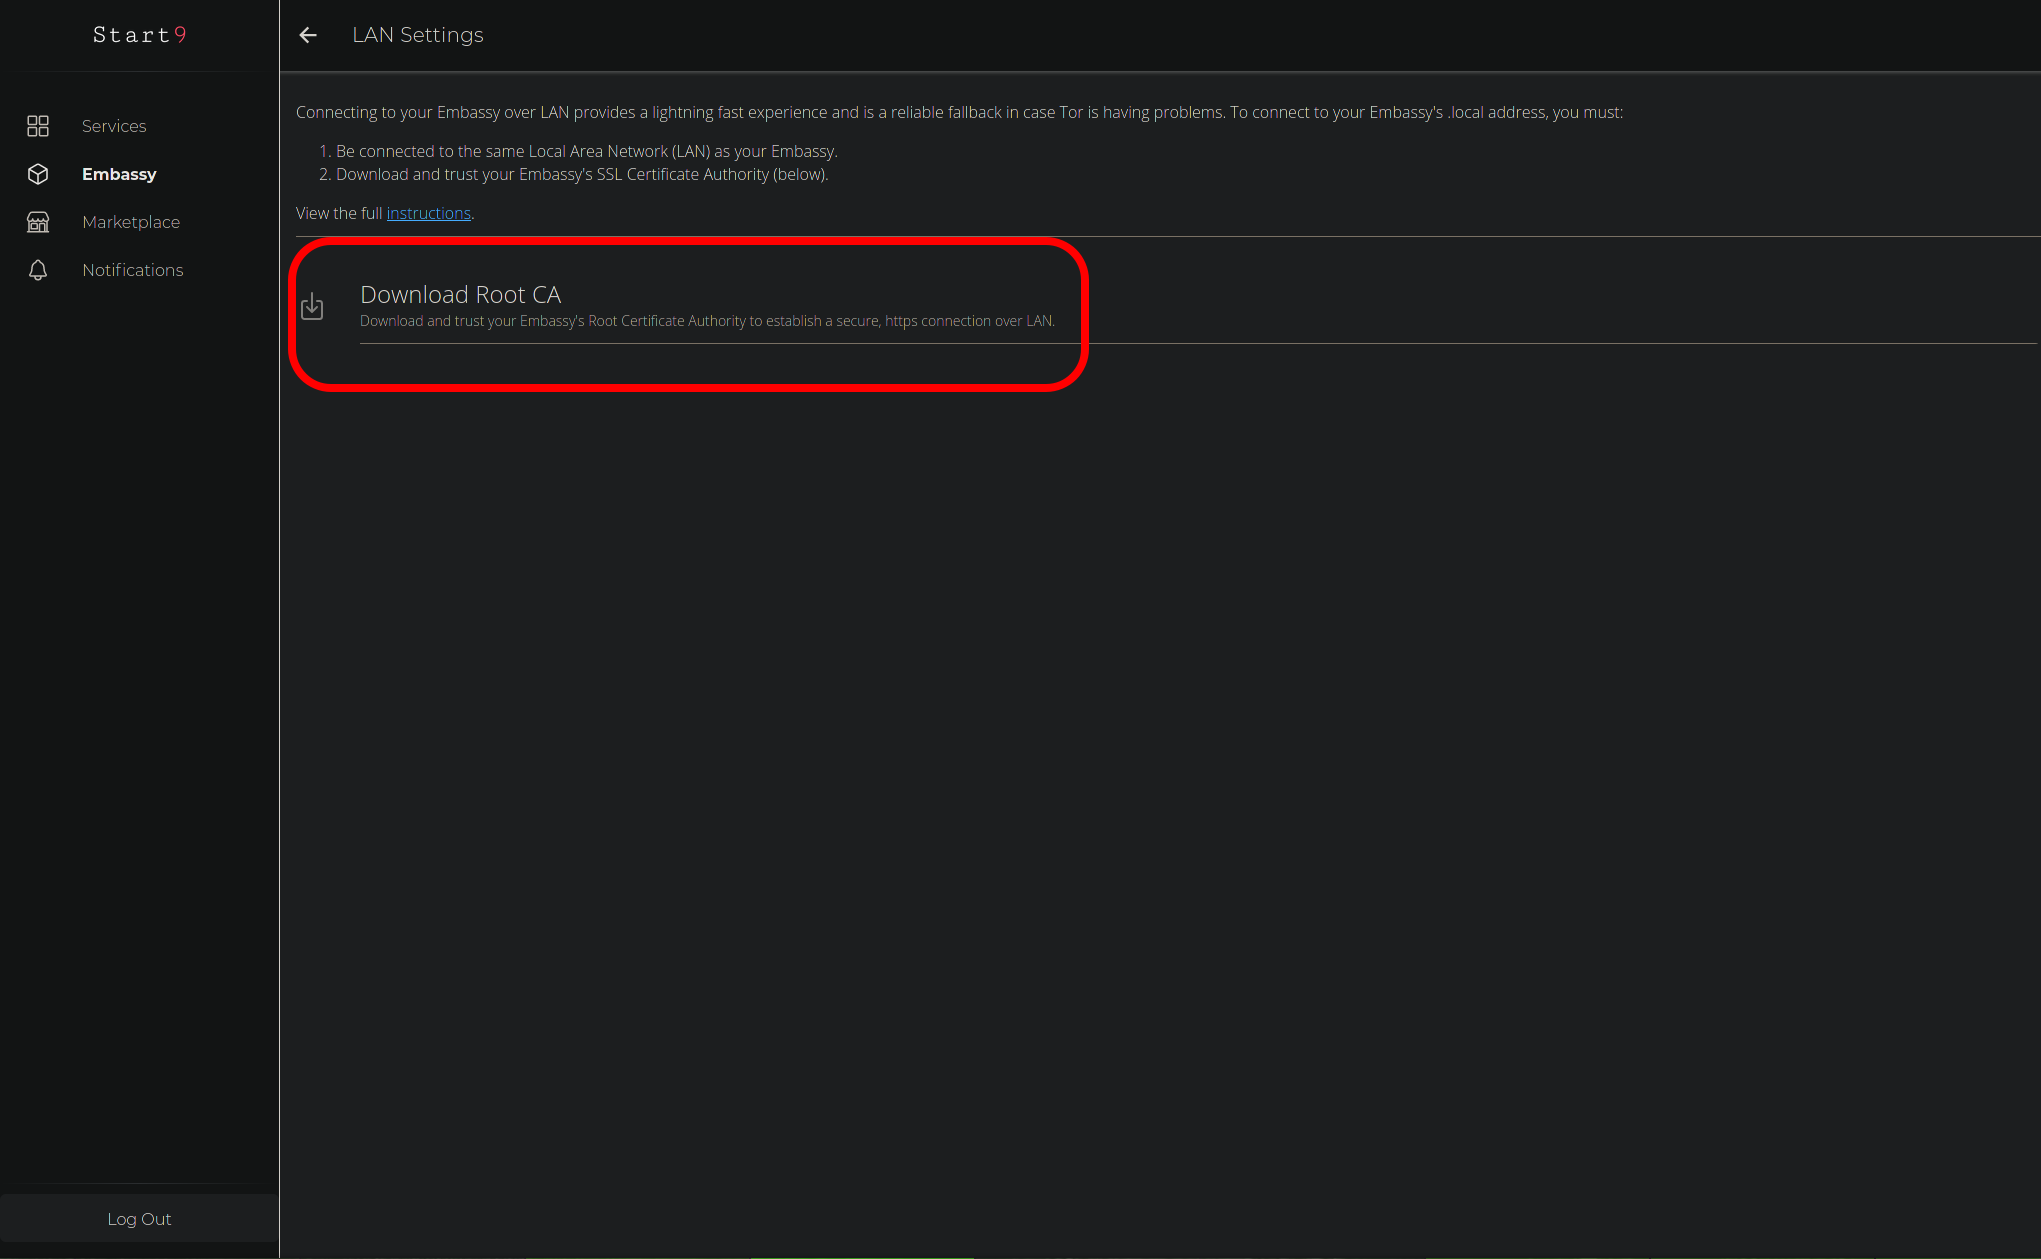 Start9
LAN Settings
Services
Embassy
Marketplace
Notifications
Connecting to your Embassy over LAN provides a lightning fast experience and is a reliable fallback in case Tor is having problems. To connect to your Embassy's .local address, you must:
1. Be connected to the same Local Area Network (LAN) as your Embassy.
2. Download and trust your Embassy's SSL Certificate Authority (below).
View the full instructions.
Download Root CA
Download and trust your Embassy's Root Certificate Authority to establish a secure, https connection over LAN.
Log Out